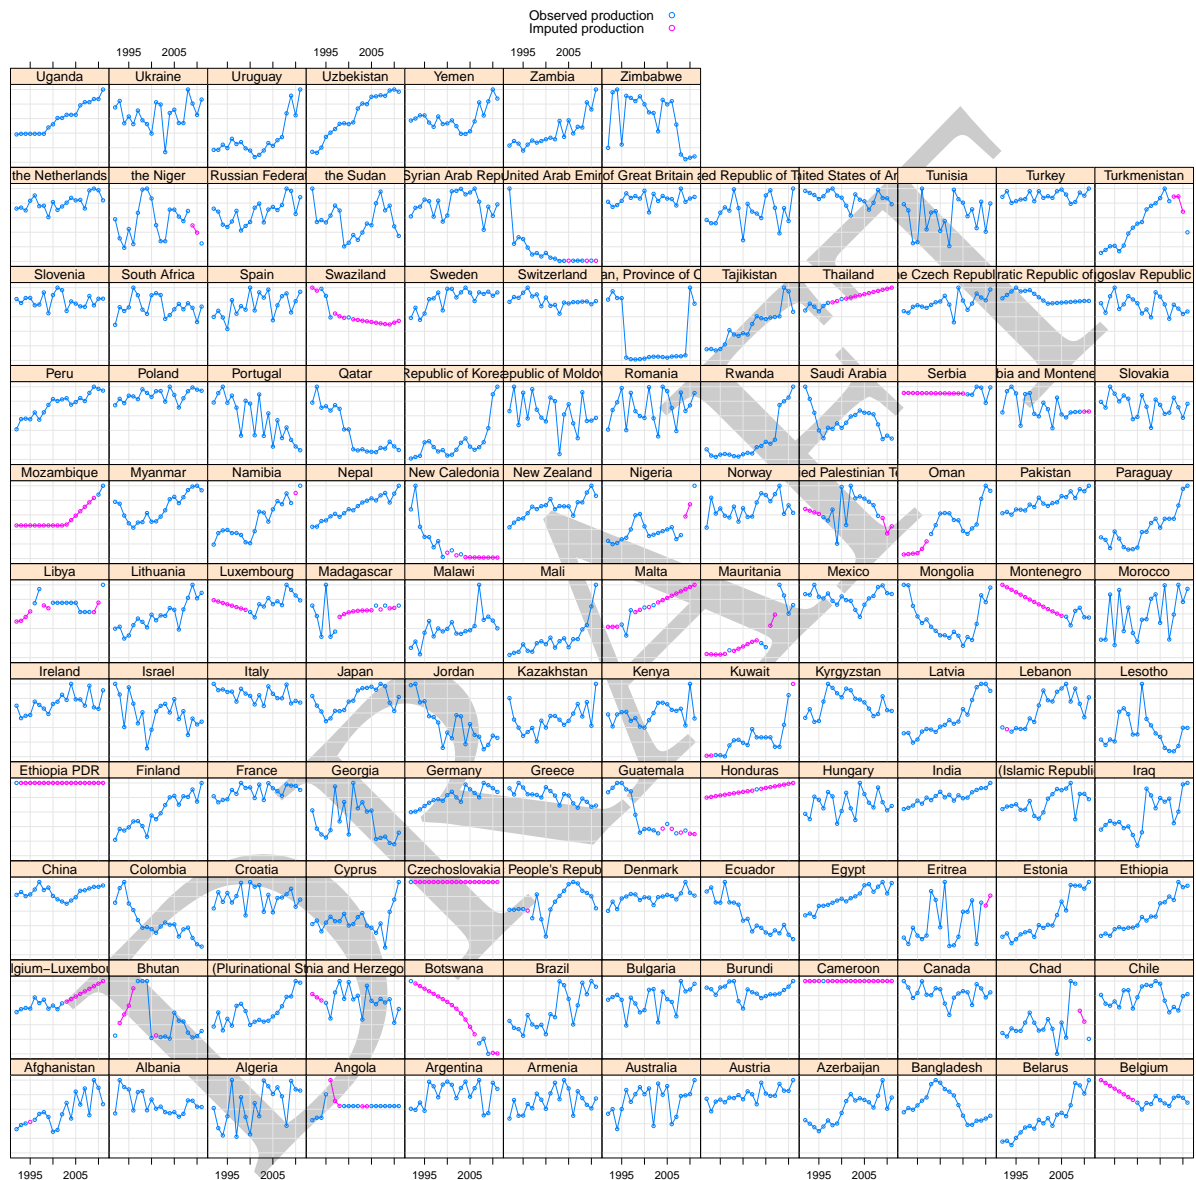 Observed production
Imputed production
1995 2005 1995 2005 1995 2005
Uganda Ukraine Uruguay Uzbekistan Yemen Zambia Zimbabwe
the Netherlands the Niger Russian Federat the Sudan Syrian Arab Repu United Arab Emir of Great Britain a ed Republic of T nited States of Am Tunisia Turkey Turkmenistan
Slovenia South Africa Spain Swaziland Sweden Switzerland an, Province of C Tajikistan Thailand he Czech Republ ratic Republic of goslav Republic
Peru Poland Portugal Qatar Republic of Korea epublic of Moldov Romania Rwanda Saudi Arabia Serbia bia and Montene Slovakia
Mozambique Myanmar Namibia Nepal New Caledonia New Zealand Nigeria Norway ied Palestinian Te Oman Pakistan Paraguay
Libya Lithuania Luxembourg Madagascar Malawi Mali Malta Mauritania Mexico Mongolia Montenegro Morocco
Ireland Israel Italy Japan Jordan Kazakhstan Kenya Kuwait Kyrgyzstan Latvia Lebanon Lesotho
Ethiopia PDR Finland France Georgia Germany Greece Guatemala Honduras Hungary India (Islamic Republi Iraq
China Colombia Croatia Cyprus Czechoslovakia People's Repub Denmark Ecuador Egypt Eritrea Estonia Ethiopia
lgium–Luxembou Bhutan (Plurinational St nia and Herzego Botswana Brazil Bulgaria Burundi Cameroon Canada Chad Chile
Afghanistan Albania Algeria Angola Argentina Armenia Australia Austria Azerbaijan Bangladesh Belarus Belgium
1995 2005 1995 2005 1995 2005 1995 2005 1995 2005 1995 2005
DRAFT